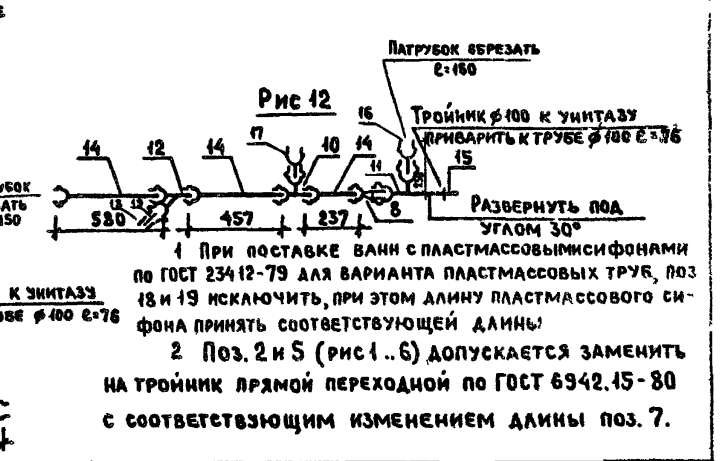 Патрубок обрезать
ℓ=150
Рис 12
16
Тройник ϕ100 к унитазу
приварить к трубе ϕ100 ℓ=76
17
14
12
14
10
14
11
15
8
580
457
237
Развернуть под
углом 30°
к унитазу
ϕ100 ℓ=76
1 При поставке ванн с пластмассовыми сифонами
по ГОСТ 23412-79 для варианта пластмассовых труб, поз
18 и 19 исключить, при этом длину пластмассового си-
фона принять соответствующей длины
2 Поз. 2 и 5 (рис 1 .. 6) допускается заменить
на тройник прямой переходной по ГОСТ 6942.15-80
с соответствующим изменением длины поз. 7.